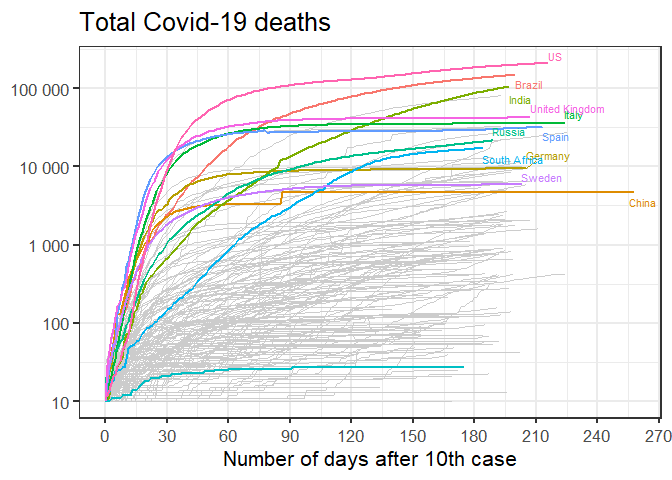 Total Covid-19 deaths
US
Brazil
India
United Kingdom
Italy
Russia
Spain
Germany
South Africa
Sweden
China
100 000
10 000
1 000
100
10
0 30 60 90 120 150 180 210 240 270
Number of days after 10th case